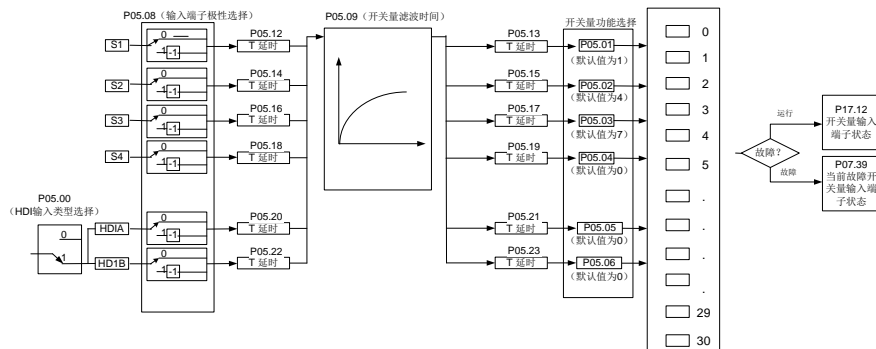 P05.08（输入端子极性选择）
S1
0
1
-1
S2
0
1
-1
S3
0
1
-1
S4
0
1
-1
P05.00
（HDI输入类型选择）
0
1
HDIA
0
1
-1
HD1B
0
1
-1
P05.12
T 延时
P05.14
T 延时
P05.16
T 延时
P05.18
T 延时
P05.20
T 延时
P05.22
T 延时
P05.09（开关量滤波时间）
P05.13
T 延时
P05.15
T 延时
P05.17
T 延时
P05.19
T 延时
P05.21
T 延时
P05.23
T 延时
开关量功能选择
P05.01
（默认值为1）
P05.02
（默认值为4）
P05.03
（默认值为7）
P05.04
（默认值为0）
P05.05
（默认值为0）
P05.06
（默认值为0）
0
1
2
3
4
5
.
.
.
.
29
30
故障？
运行
故障
P17.12
开关量输入
端子状态
P07.39
当前故障开
关量输入端
子状态